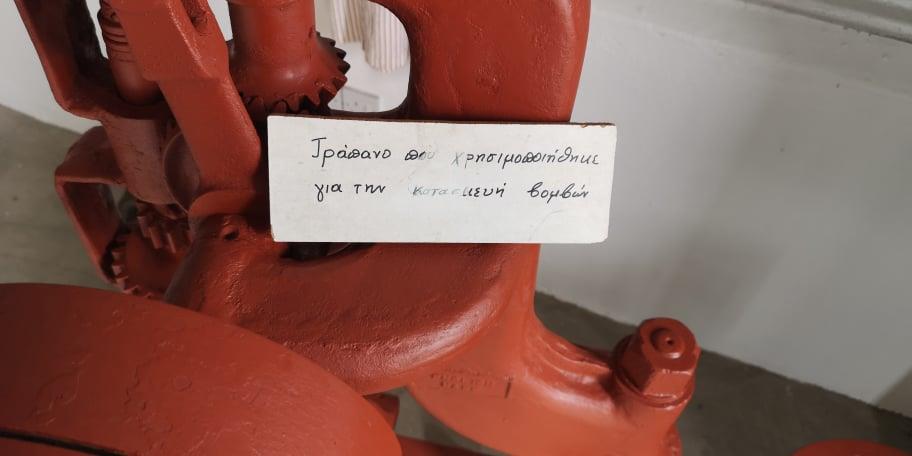 Τράπανο που χρησιμοποιήθηκε
για την κατασκευή βομβών